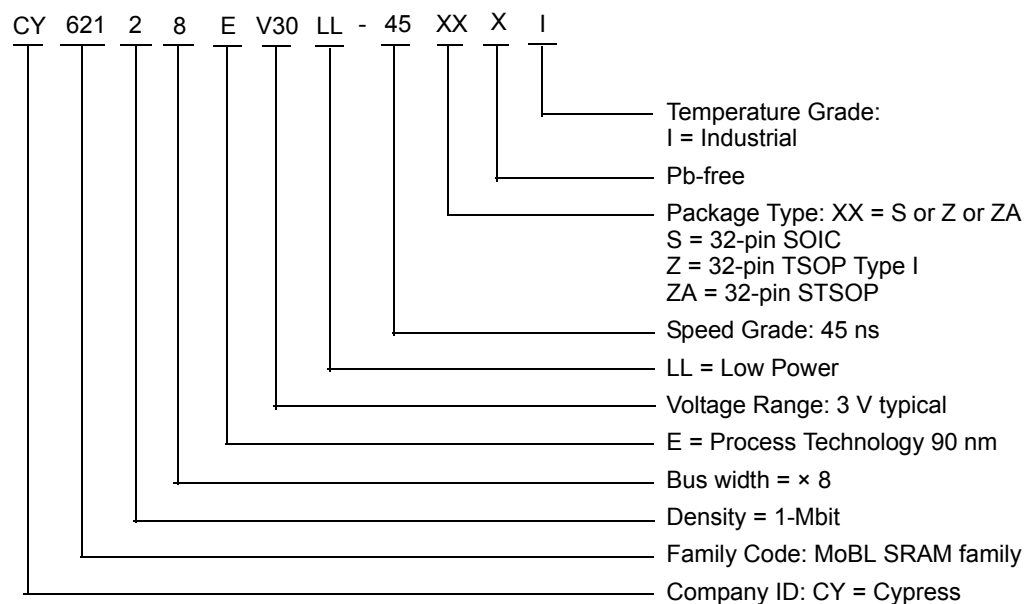 CY 621 2 8 E V30 LL - 45 XX X I
Temperature Grade:
I = Industrial
Pb-free
Package Type: XX = S or Z or ZA
S = 32-pin SOIC
Z = 32-pin TSOP Type I
ZA = 32-pin STSOP
Speed Grade: 45 ns
LL = Low Power
Voltage Range: 3 V typical
E = Process Technology 90 nm
Bus width = × 8
Density = 1-Mbit
Family Code: MoBL SRAM family
Company ID: CY = Cypress